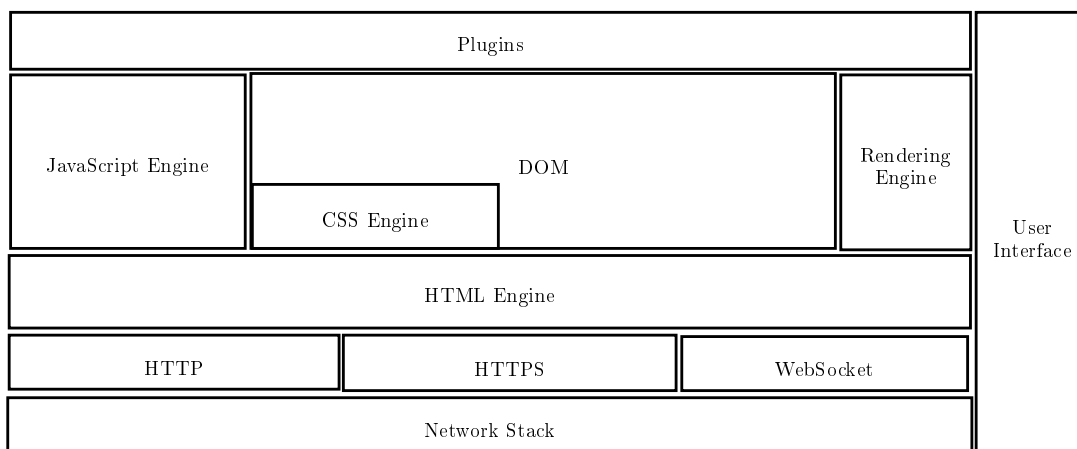 Plugins
JavaScript Engine
DOM
CSS Engine
Rendering
Engine
User
Interface
HTML Engine
HTTP
HTTPS
WebSocket
Network Stack